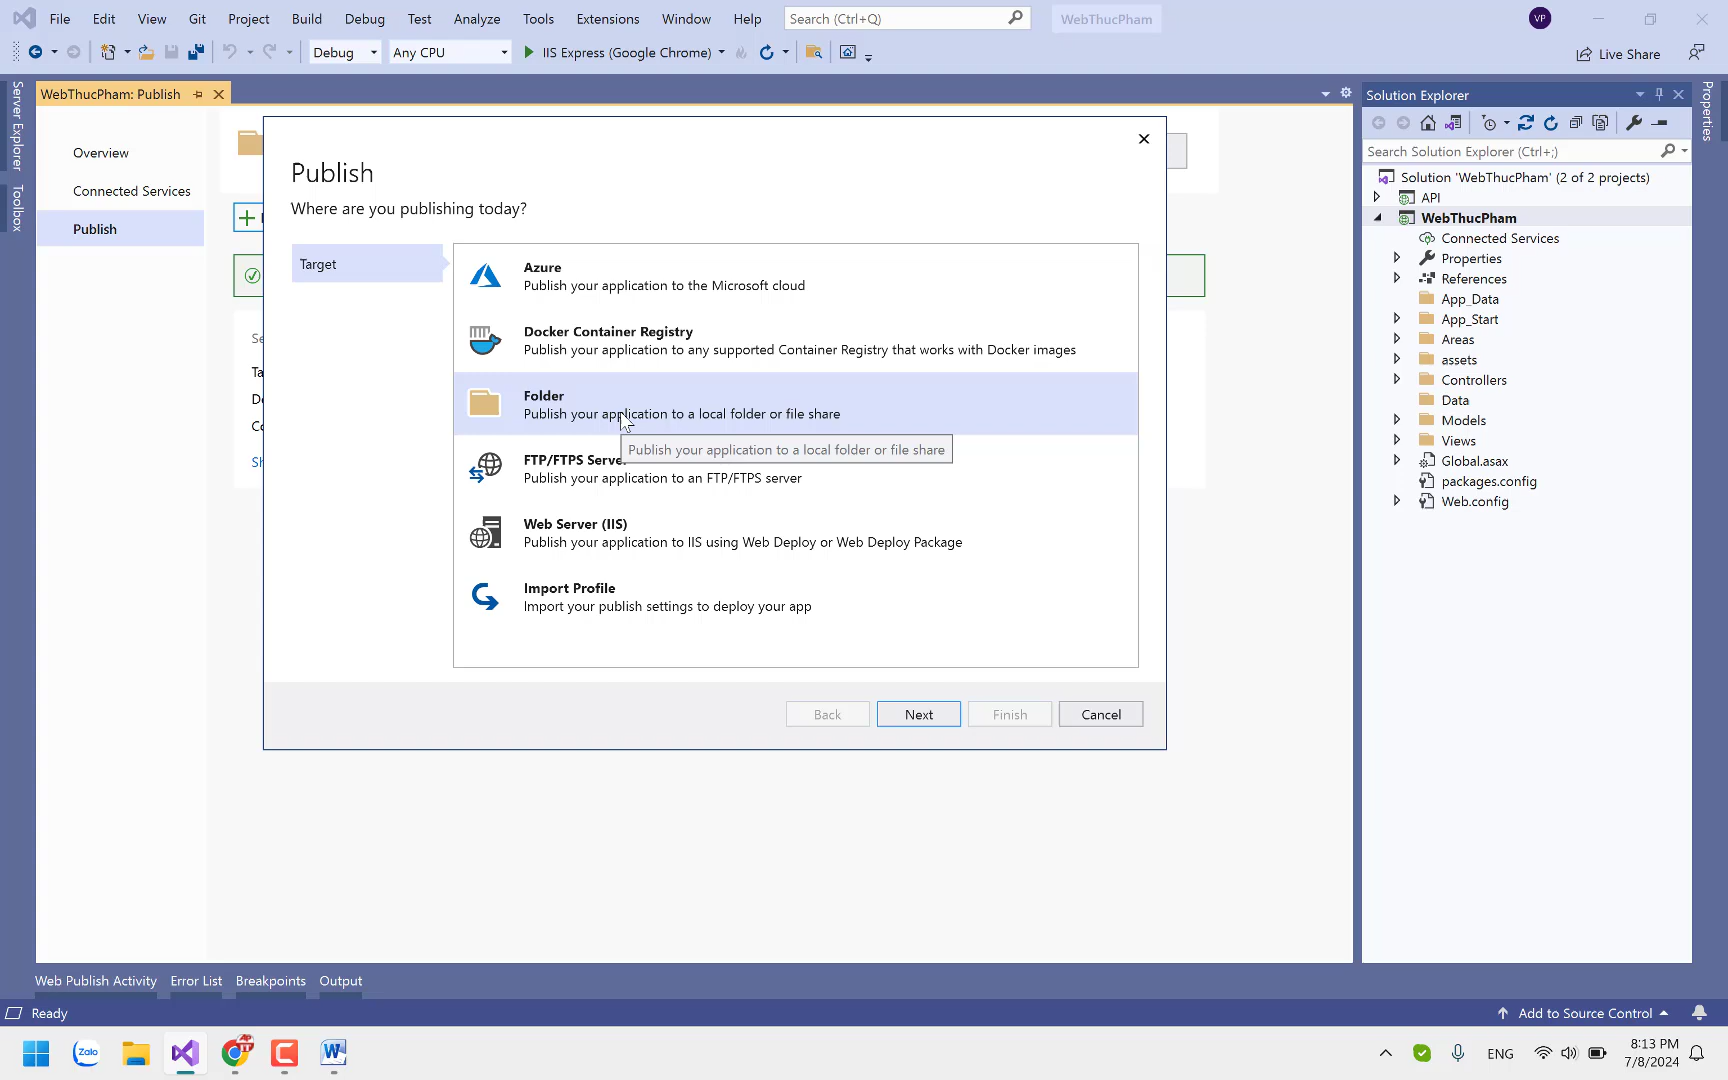 File Edit View Git Project Build Debug Test Analyze Tools Extensions Window Help Search (Ctrl+Q) WebThucPham VP
Debug Any CPU IIS Express (Google Chrome) Live Share
Server Explorer
Toolbox
WebThucPham: Publish
Overview
Connected Services
Publish
Publish
Where are you publishing today?
Target
Azure
Publish your application to the Microsoft cloud
Docker Container Registry
Publish your application to any supported Container Registry that works with Docker images
Folder
Publish your application to a local folder or file share
Publish your application to a local folder or file share
FTP/FTPS Server
Publish your application to an FTP/FTPS server
Web Server (IIS)
Publish your application to IIS using Web Deploy or Web Deploy Package
Import Profile
Import your publish settings to deploy your app
Back Next Finish Cancel
Se
Ta
De
Co
Sh
Solution Explorer
Search Solution Explorer (Ctrl+;)
Solution 'WebThucPham' (2 of 2 projects)
API
WebThucPham
Connected Services
Properties
References
App_Data
App_Start
Areas
assets
Controllers
Data
Models
Views
Global.asax
packages.config
Web.config
Properties
Web Publish Activity Error List Breakpoints Output
Ready Add to Source Control
Zalo ENG 8:13 PM
7/8/2024